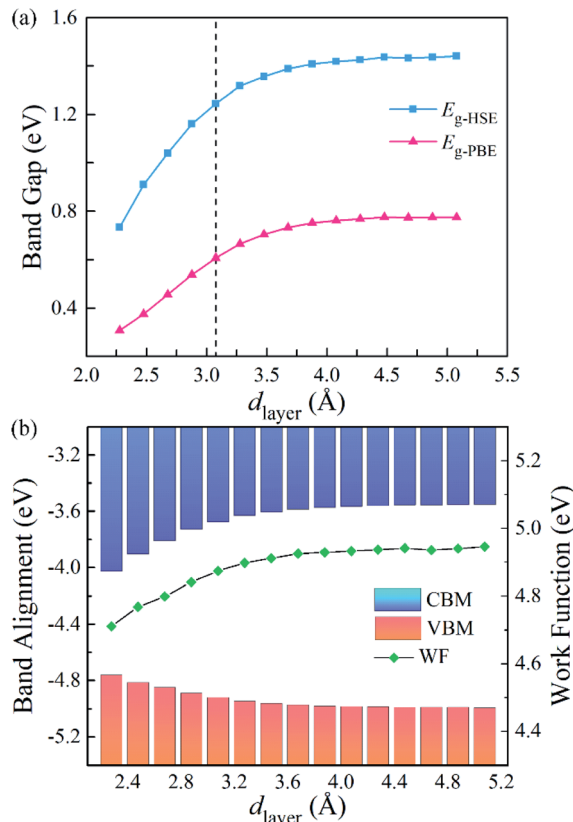 (a)
1.6
1.2
0.8
0.4
Band Gap (eV)
E g-HSE
E g-PBE
2.0 2.5 3.0 3.5 4.0 4.5 5.0 5.5
d layer (Å)
(b)
-3.2
-3.6
-4.0
-4.4
-4.8
-5.2
Band Alignment (eV)
CBM
VBM
WF
5.2
5.0
4.8
4.6
4.4
Work Function (eV)
2.4 2.8 3.2 3.6 4.0 4.4 4.8 5.2
d layer (Å)